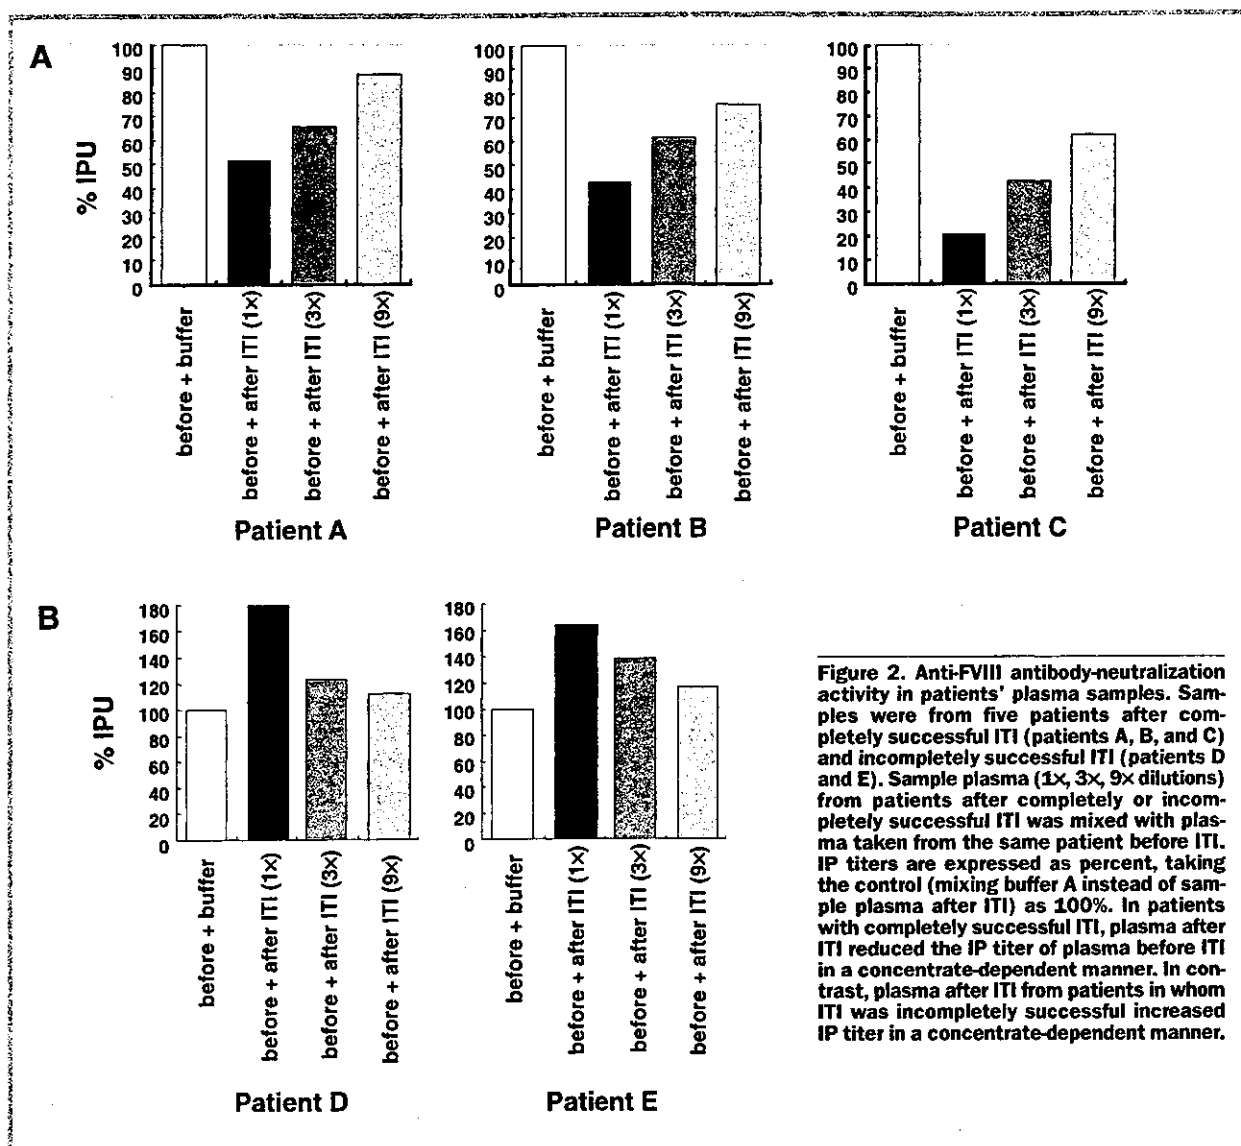 A
% IPU
100
90
80
70
60
50
40
30
20
10
0
before + buffer
before + after ITI (1×)
before + after ITI (3×)
before + after ITI (9×)
Patient A
100
90
80
70
60
50
40
30
20
10
0
before + buffer
before + after ITI (1×)
before + after ITI (3×)
before + after ITI (9×)
Patient B
100
90
80
70
60
50
40
30
20
10
0
before + buffer
before + after ITI (1×)
before + after ITI (3×)
before + after ITI (9×)
Patient C
B
% IPU
180
160
140
120
100
80
60
40
20
0
before + buffer
before + after ITI (1×)
before + after ITI (3×)
before + after ITI (9×)
Patient D
180
160
140
120
100
80
60
40
20
0
before + buffer
before + after ITI (1×)
before + after ITI (3×)
before + after ITI (9×)
Patient E
Figure 2. Anti-FVIII antibody-neutralization
activity in patients' plasma samples. Sam-
ples were from five patients after com-
pletely successful ITI (patients A, B, and C)
and incompletely successful ITI (patients D
and E). Sample plasma (1×, 3×, 9× dilutions)
from patients after completely or incom-
pletely successful ITI was mixed with plas-
ma taken from the same patient before ITI.
IP titers are expressed as percent, taking
the control (mixing buffer A instead of sam-
ple plasma after ITI) as 100%. In patients
with completely successful ITI, plasma after
ITI reduced the IP titer of plasma before ITI
in a concentrate-dependent manner. In con-
trast, plasma after ITI from patients in whom
ITI was incompletely successful increased
IP titer in a concentrate-dependent manner.